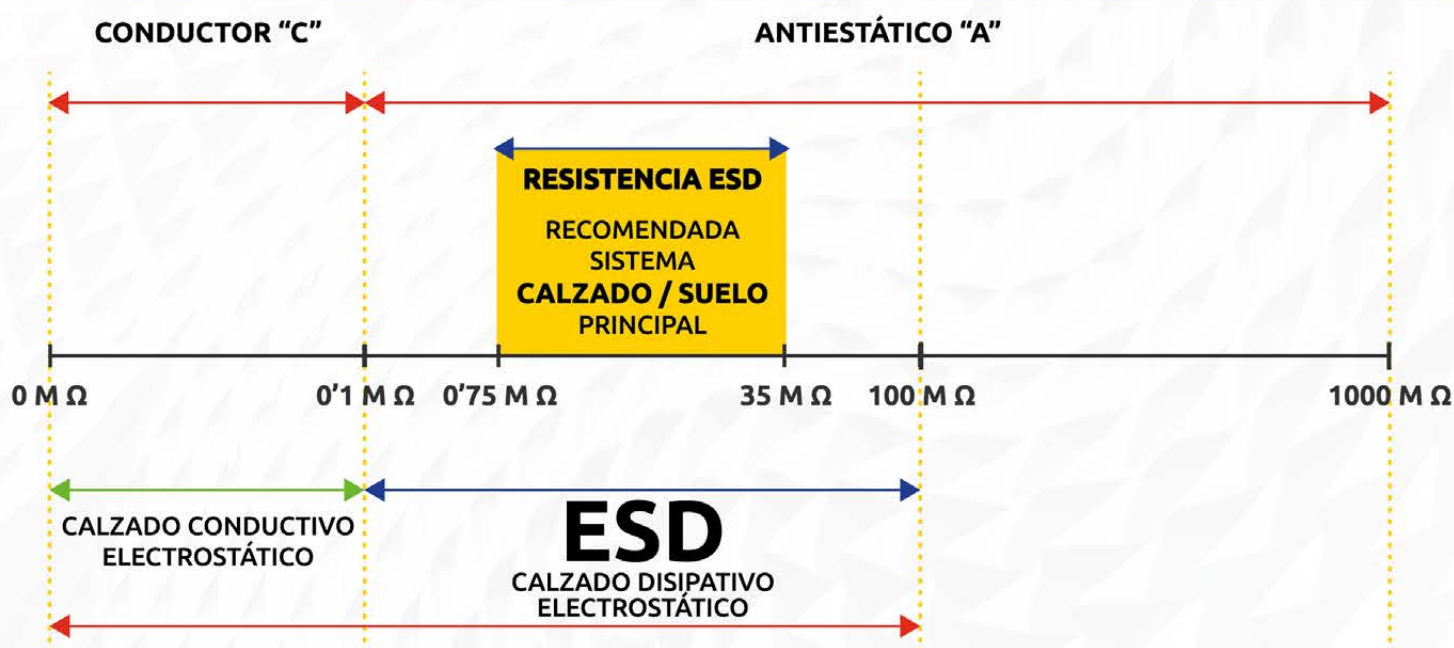 CONDUCTOR “C”
ANTIESTÁTICO “A”
RESISTENCIA ESD
RECOMENDADA
SISTEMA
CALZADO / SUELO
PRINCIPAL
0 M Ω
0'1 M Ω
0'75 M Ω
35 M Ω
100 M Ω
1000 M Ω
CALZADO CONDUCTIVO
ELECTROSTÁTICO
ESD
CALZADO DISIPATIVO
ELECTROSTÁTICO